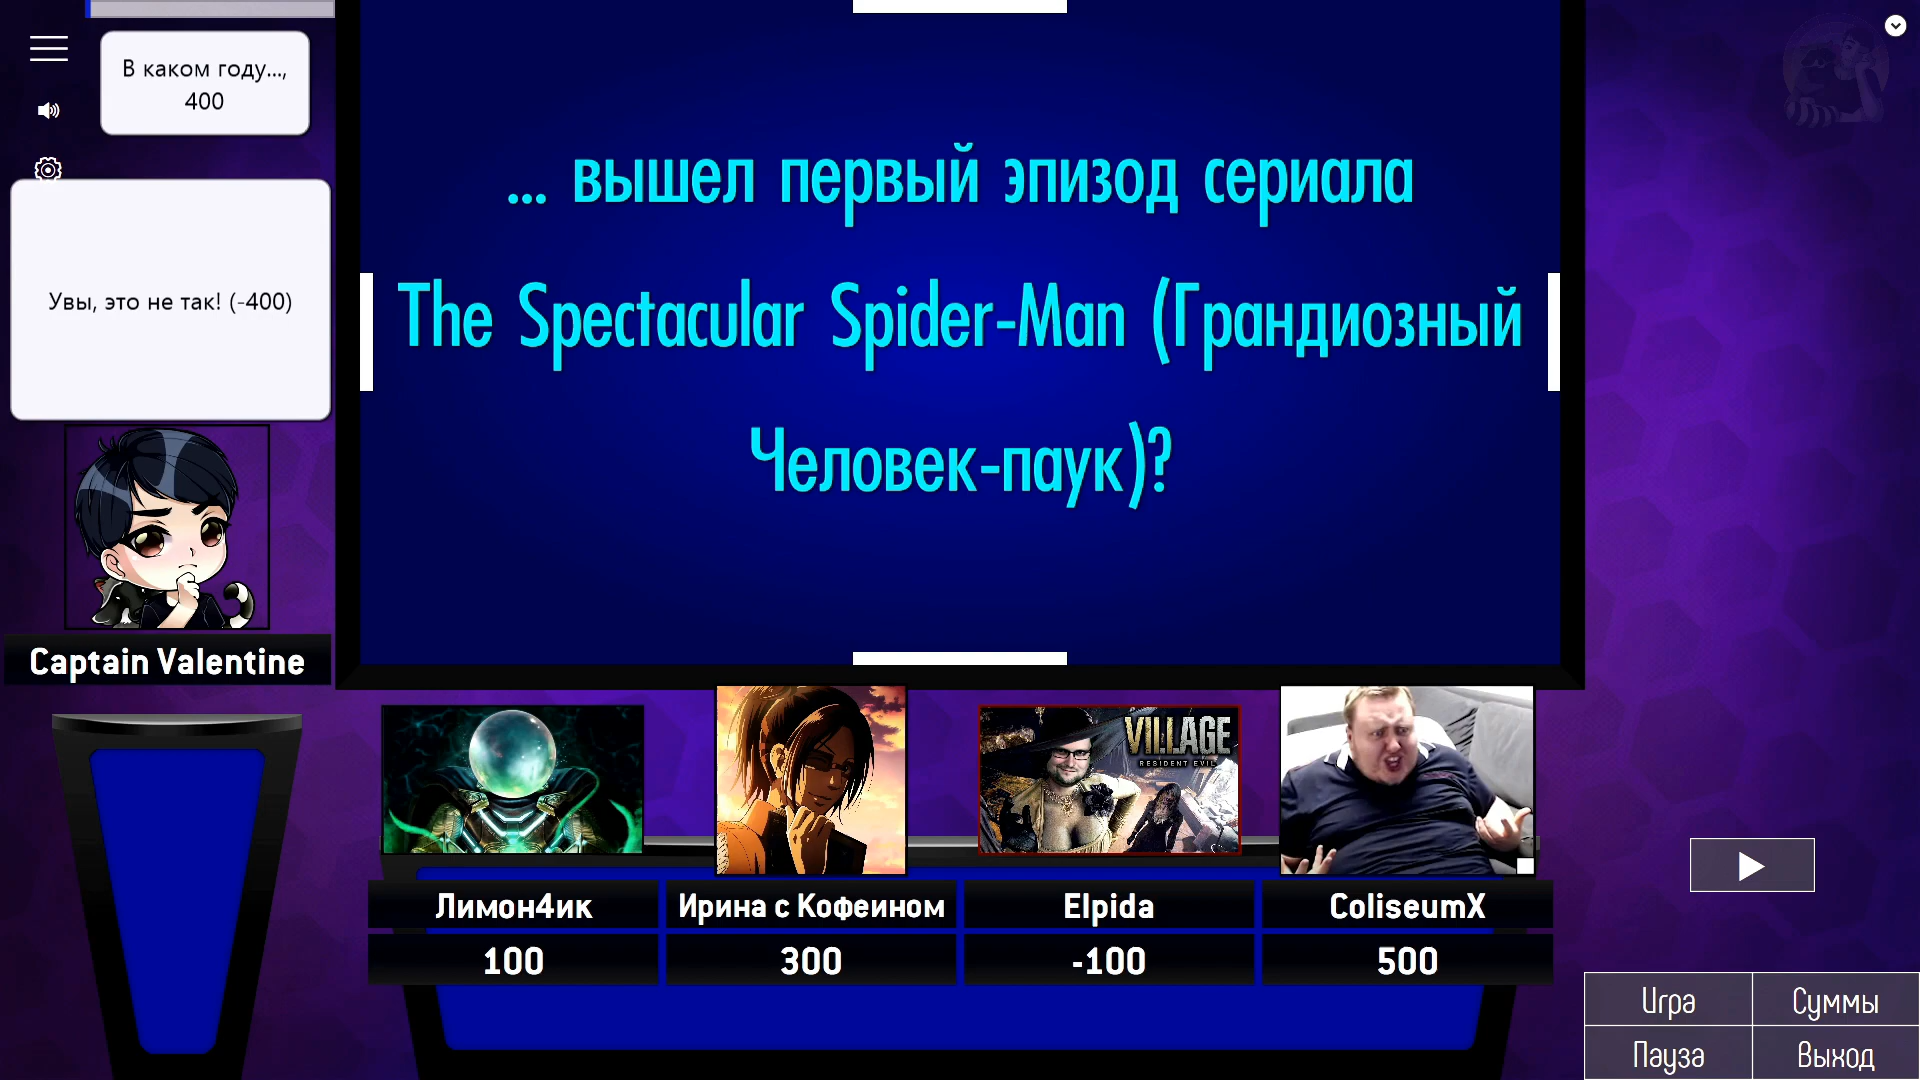 В каком году...,
400
Увы, это не так! (-400)
... вышел первый эпизод сериала
The Spectacular Spider-Man (Грандиозный
Человек-паук)?
Captain Valentine
VILLAGE
RESIDENT EVIL
Лимон4ик
Ирина с Кофеином
Elpida
ColiseumX
100
300
-100
500
Игра
Суммы
Пауза
Выход